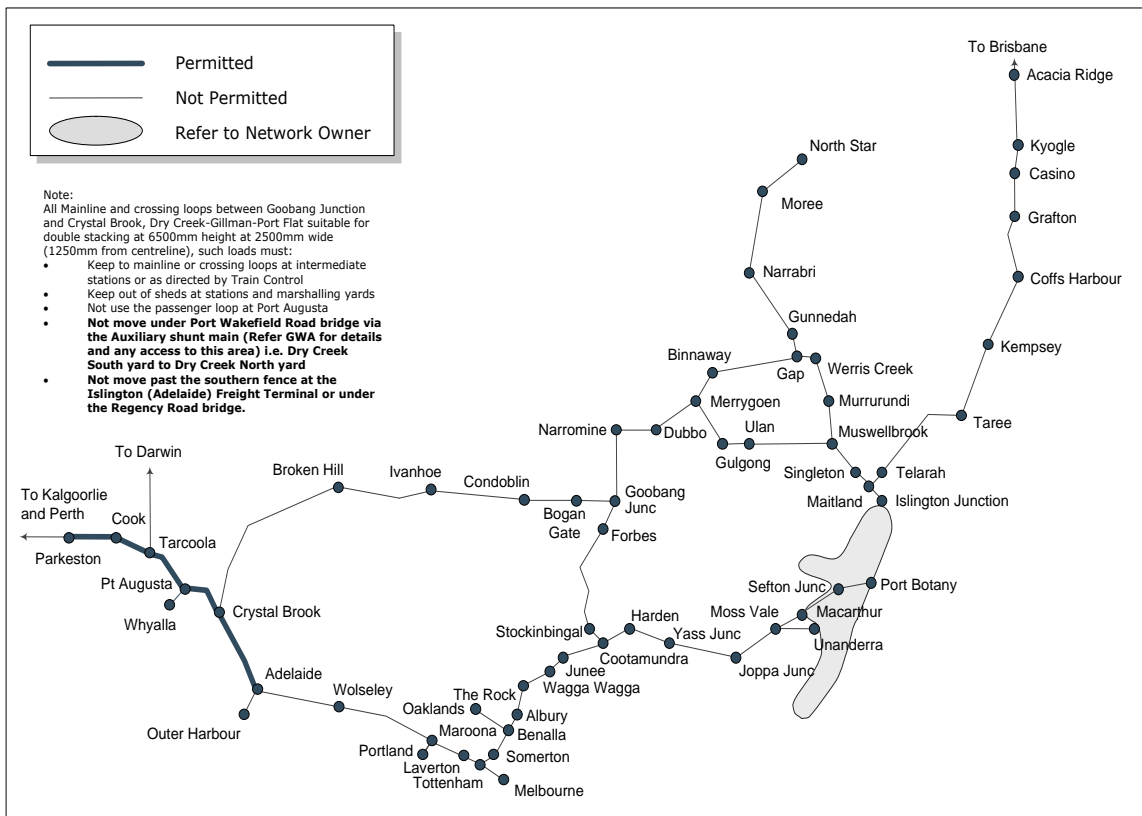 Permitted
Not Permitted
Refer to Network Owner
Note:
All Mainline and crossing loops between Goobang Junction
and Crystal Brook, Dry Creek-Gillman-Port Flat suitable for
double stacking at 6500mm height at 2500mm wide
(1250mm from centreline), such loads must:
• Keep to mainline or crossing loops at intermediate
stations or as directed by Train Control
• Keep out of sheds at stations and marshalling yards
• Not use the passenger loop at Port Augusta
• Not move under Port Wakefield Road bridge via
the Auxiliary shunt main (Refer GWA for details
and any access to this area) i.e. Dry Creek
South yard to Dry Creek North yard
• Not move past the southern fence at the
Islington (Adelaide) Freight Terminal or under
the Regency Road bridge.
To Brisbane
Acacia Ridge
Kyogle
Casino
Grafton
Coffs Harbour
Kempsey
Taree
North Star
Moree
Narrabri
Gunnedah
Binnaway
Gap
Werris Creek
Merrygoen
Murrurundi
Narromine
Dubbo
Ulan
Muswellbrook
Gulgong
Singleton
Telarah
Maitland
Islington Junction
To Darwin
Broken Hill
Ivanhoe
Condoblin
Goobang
Junc
Bogan
Gate
Forbes
To Kalgoorlie
and Perth
Cook
Tarcoola
Parkeston
Pt Augusta
Whyalla
Crystal Brook
Sefton Junc
Port Botany
Moss Vale
Macarthur
Unanderra
Harden
Stockinbingal
Yass Junc
Cootamundra
Joppa Junc
Junee
Wagga Wagga
Adelaide
Wolseley
The Rock
Oaklands
Albury
Outer Harbour
Maroona
Benalla
Portland
Somerton
Laverton
Tottenham
Melbourne